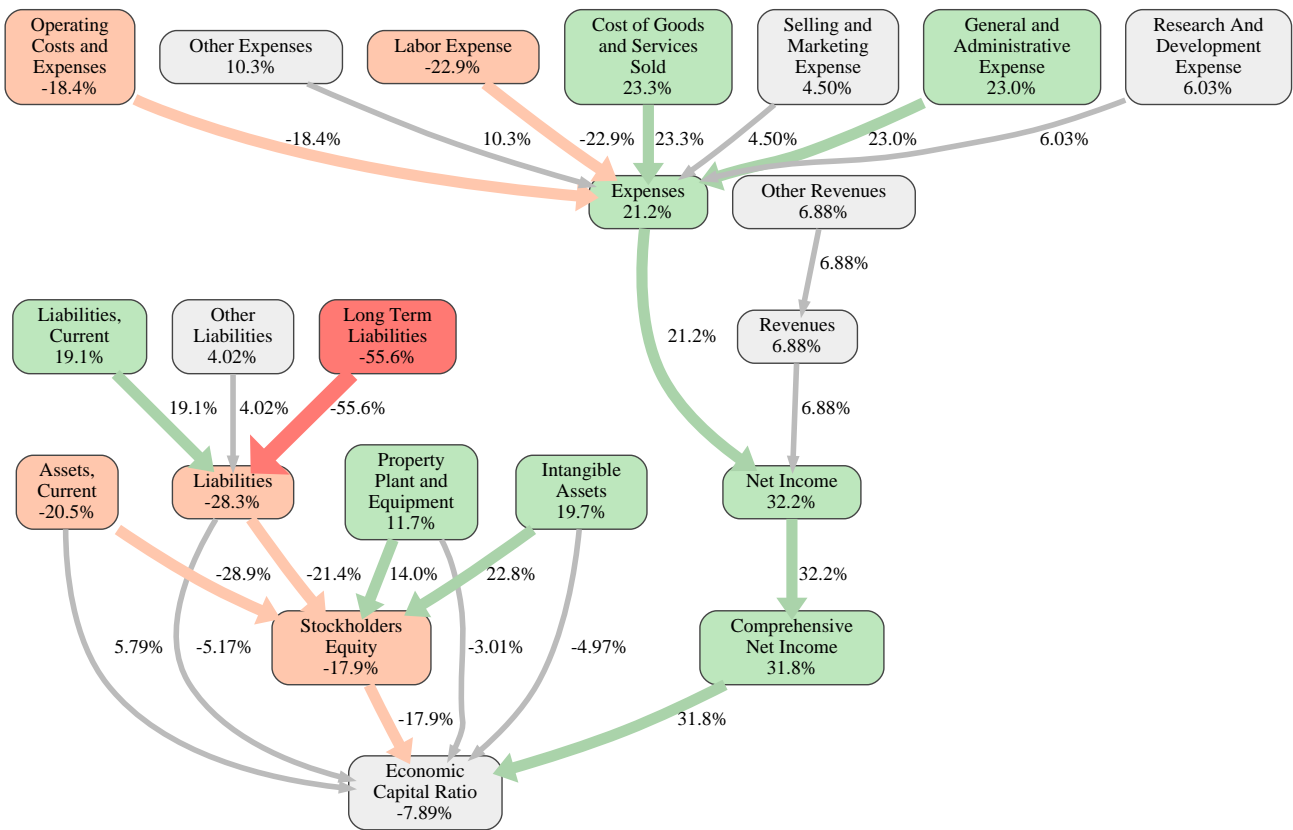 Operating
Costs and
Expenses
-18.4%
Other Expenses
10.3%
Labor Expense
-22.9%
Cost of Goods
and Services
Sold
23.3%
Selling and
Marketing
Expense
4.50%
General and
Administrative
Expense
23.0%
Research And
Development
Expense
6.03%
-18.4%
10.3%
-22.9%
23.3%
4.50%
23.0%
6.03%
Expenses
21.2%
Other Revenues
6.88%
6.88%
Liabilities,
Current
19.1%
Other
Liabilities
4.02%
Long Term
Liabilities
-55.6%
21.2%
Revenues
6.88%
19.1%
4.02%
-55.6%
6.88%
Assets,
Current
-20.5%
Liabilities
-28.3%
Property
Plant and
Equipment
11.7%
Intangible
Assets
19.7%
Net Income
32.2%
-28.9%
-21.4%
14.0%
22.8%
32.2%
5.79%
-5.17%
Stockholders
Equity
-17.9%
-3.01%
-4.97%
Comprehensive
Net Income
31.8%
-17.9%
31.8%
Economic
Capital Ratio
-7.89%